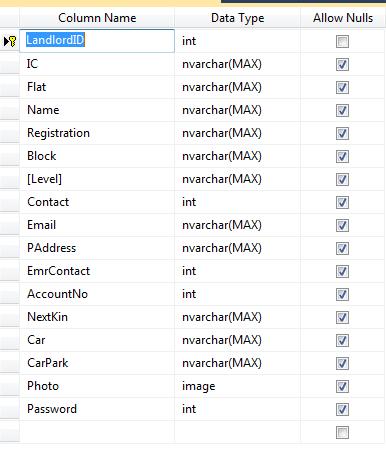 Column Name Data Type Allow Nulls
LandlordID int
IC nvarchar(MAX)
Flat nvarchar(MAX)
Name nvarchar(MAX)
Registration nvarchar(MAX)
Block nvarchar(MAX)
[Level] nvarchar(MAX)
Contact int
Email nvarchar(MAX)
PAddress nvarchar(MAX)
EmrContact int
AccountNo int
NextKin nvarchar(MAX)
Car nvarchar(MAX)
CarPark nvarchar(MAX)
Photo image
Password int